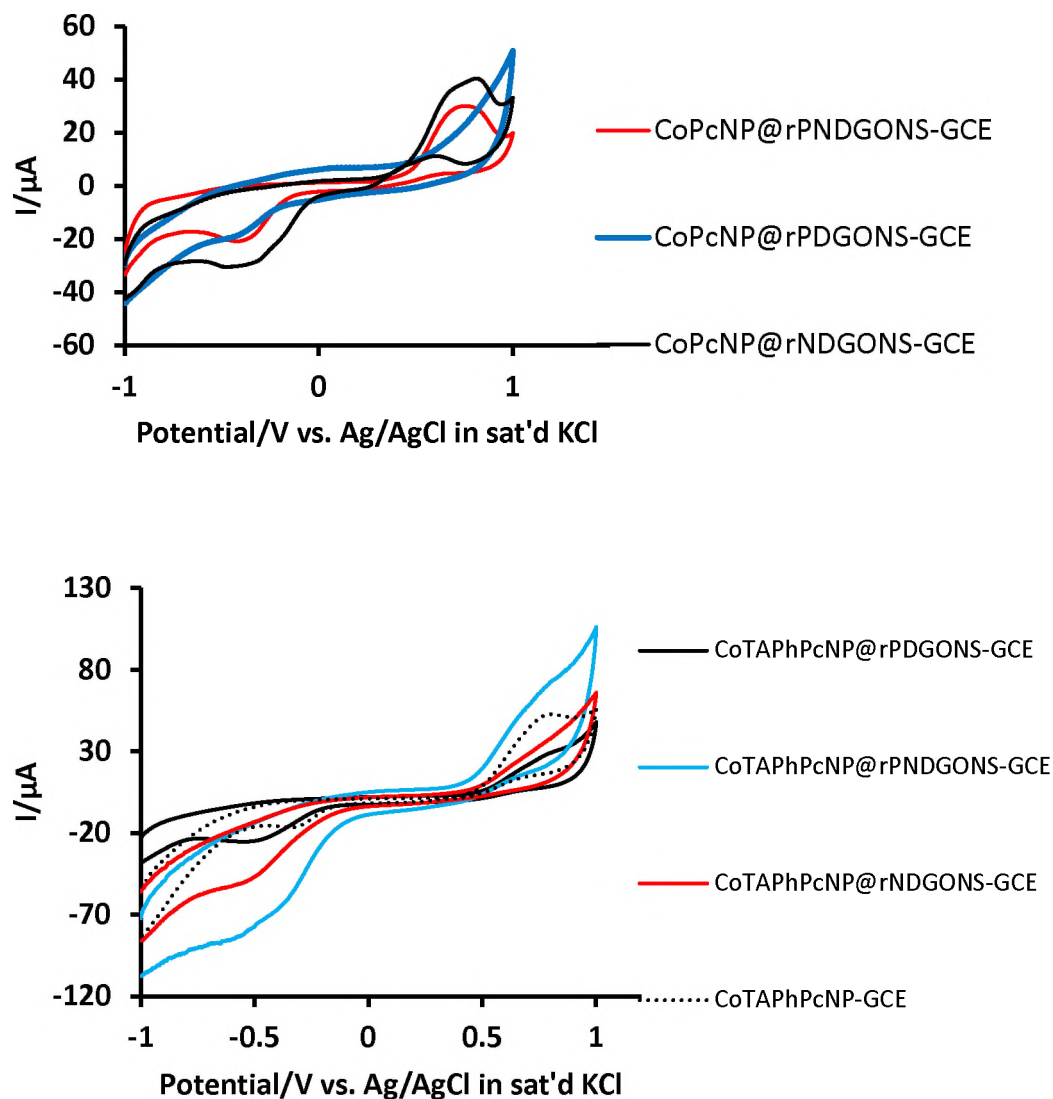 60
40
20
0
-20
-40
-60
I/µA
-1 0 1
Potential/V vs. Ag/AgCl in sat'd KCl
CoPcNP@rPNDGONS-GCE
CoPcNP@rPDGONS-GCE
CoPcNP@rNDGONS-GCE
130
80
30
-20
-70
-120
I/µA
-1 -0.5 0 0.5 1
Potential/V vs. Ag/AgCl in sat'd KCl
CoTAPhPcNP@rPDGONS-GCE
CoTAPhPcNP@rPNDGONS-GCE
CoTAPhPcNP@rNDGONS-GCE
CoTAPhPcNP-GCE